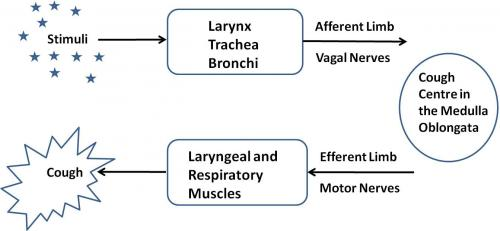 Stimuli
Larynx
Trachea
Bronchi
Afferent Limb
Vagal Nerves
Cough
Centre in
the Medulla
Oblongata
Efferent Limb
Motor Nerves
Laryngeal and
Respiratory
Muscles
Cough